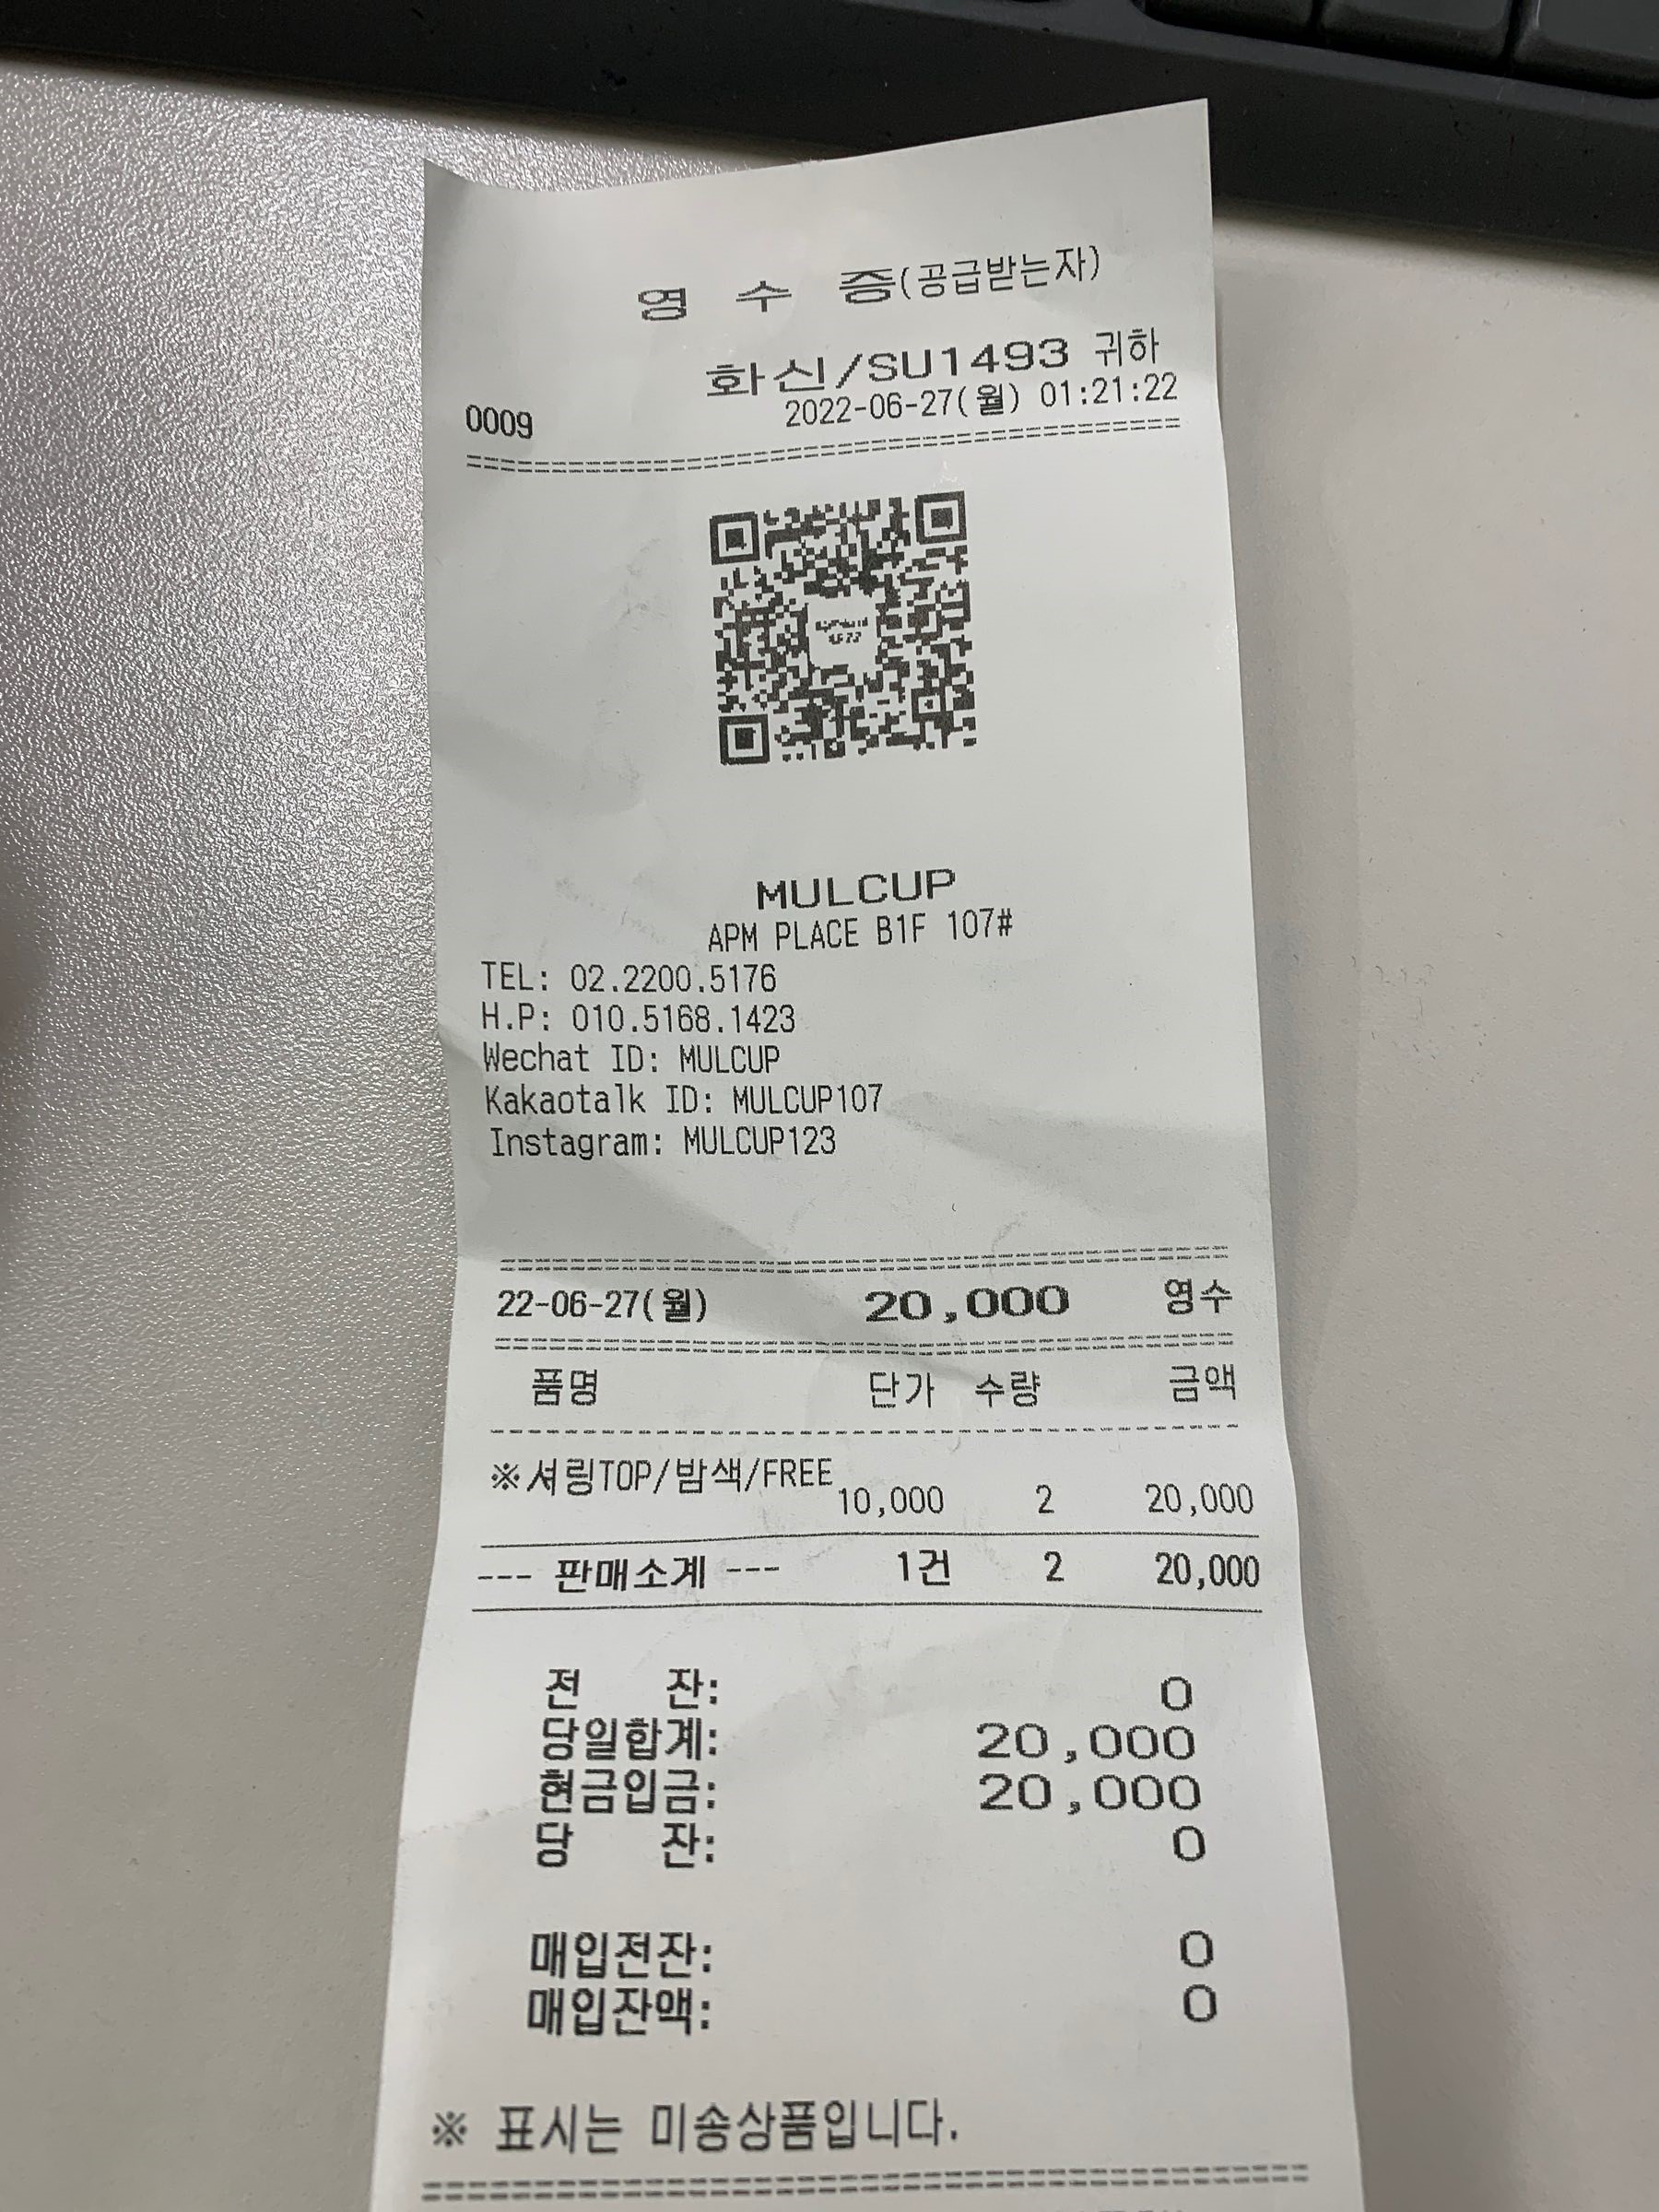 영 수 증(공급받는자)
화신/SU1493 귀하
0009 2022-06-27(월) 01:21:22
MULCUP
APM PLACE B1F 107#
TEL: 02.2200.5176
H.P: 010.5168.1423
Wechat ID: MULCUP
Kakaotalk ID: MULCUP107
Instagram: MULCUP123
22-06-27(월) 20,000 영수
품명 단가 수량 금액
※셔링TOP/밤색/FREE
10,000 2 20,000
--- 판매소계 --- 1건 2 20,000
전 잔: 0
당일합계: 20,000
현금입금: 20,000
당 잔: 0
매입전잔: 0
매입잔액: 0
※ 표시는 미송상품입니다.